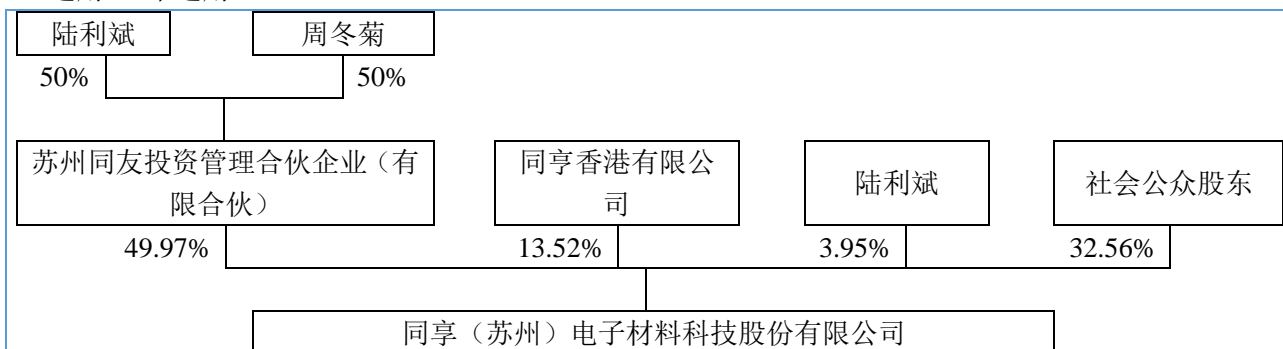 陆利斌
周冬菊
50%
50%
苏州同友投资管理合伙企业（有
限合伙）
同亨香港有限公
司
陆利斌
社会公众股东
49.97%
13.52%
3.95%
32.56%
同享（苏州）电子材料科技股份有限公司